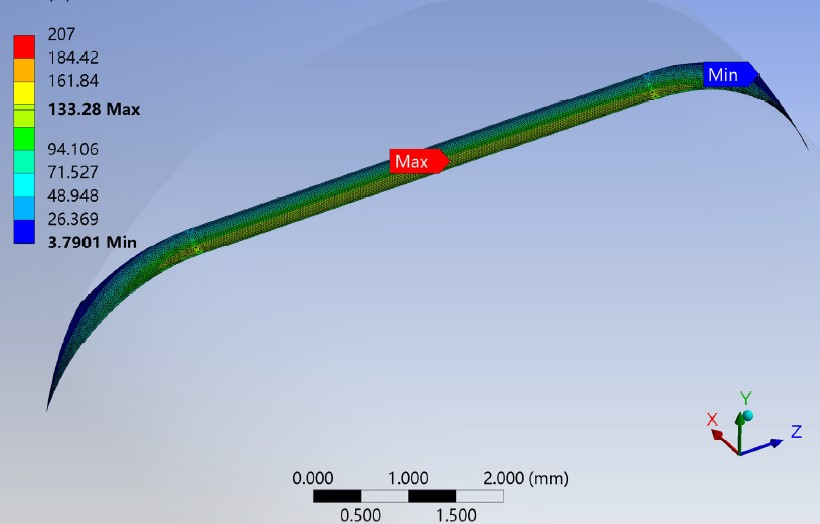 207
184.42
161.84
133.28 Max
94.106
71.527
48.948
26.369
3.7901 Min
Min
Max
Y
X
Z
0.000 1.000 2.000 (mm)
0.500 1.500